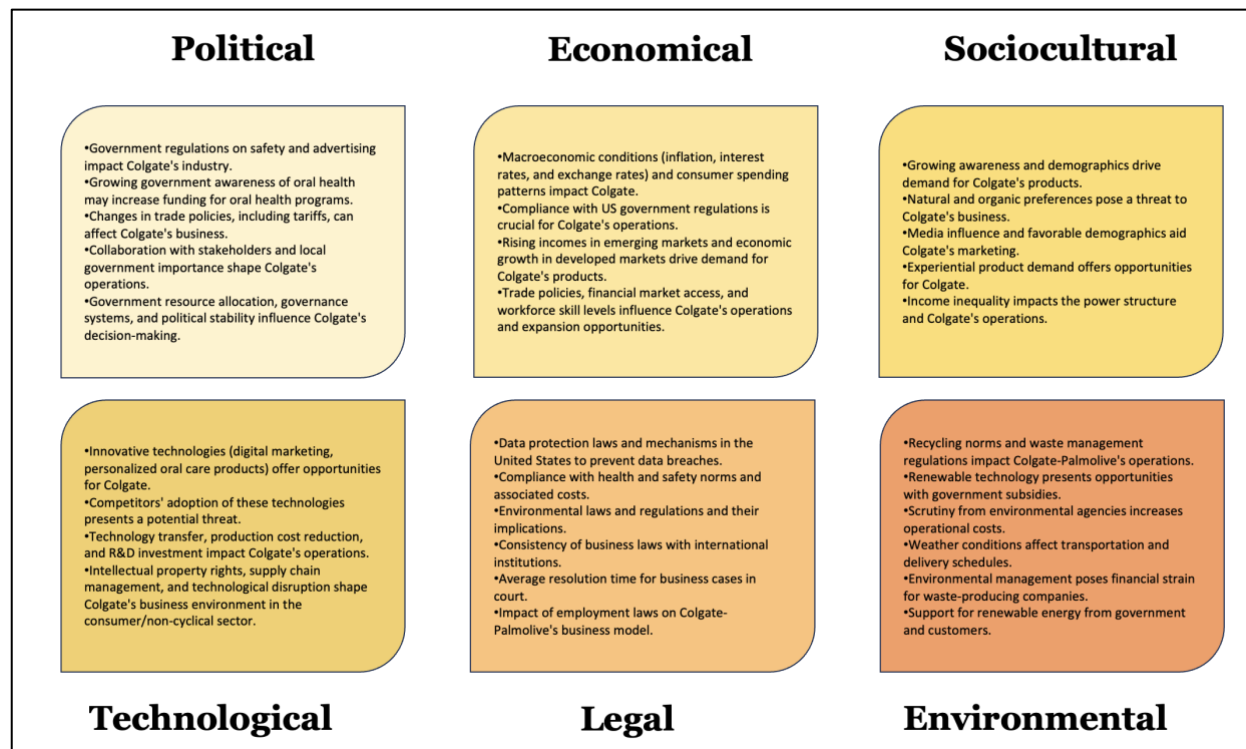 Political
Economical
Sociocultural
•Government regulations on safety and advertising
impact Colgate's industry.
•Growing government awareness of oral health
may increase funding for oral health programs.
•Changes in trade policies, including tariffs, can
affect Colgate's business.
•Collaboration with stakeholders and local
government importance shape Colgate's
operations.
•Government resource allocation, governance
systems, and political stability influence Colgate's
decision-making.
•Macroeconomic conditions (inflation, interest
rates, and exchange rates) and consumer spending
patterns impact Colgate.
•Compliance with US government regulations is
crucial for Colgate's operations.
•Rising incomes in emerging markets and economic
growth in developed markets drive demand for
Colgate's products.
•Trade policies, financial market access, and
workforce skill levels influence Colgate's operations
and expansion opportunities.
•Growing awareness and demographics drive
demand for Colgate's products.
•Natural and organic preferences pose a threat to
Colgate's business.
•Media influence and favorable demographics aid
Colgate's marketing.
•Experiential product demand offers opportunities
for Colgate.
•Income inequality impacts the power structure
and Colgate's operations.
•Innovative technologies (digital marketing,
personalized oral care products) offer opportunities
for Colgate.
•Competitors' adoption of these technologies
presents a potential threat.
•Technology transfer, production cost reduction,
and R&D investment impact Colgate's operations.
•Intellectual property rights, supply chain
management, and technological disruption shape
Colgate's business environment in the
consumer/non-cyclical sector.
•Data protection laws and mechanisms in the
United States to prevent data breaches.
•Compliance with health and safety norms and
associated costs.
•Environmental laws and regulations and their
implications.
•Consistency of business laws with international
institutions.
•Average resolution time for business cases in
court.
•Impact of employment laws on Colgate-
Palmolive's business model.
•Recycling norms and waste management
regulations impact Colgate-Palmolive's operations.
•Renewable technology presents opportunities
with government subsidies.
•Scrutiny from environmental agencies increases
operational costs.
•Weather conditions affect transportation and
delivery schedules.
•Environmental management poses financial strain
for waste-producing companies.
•Support for renewable energy from government
and customers.
Technological
Legal
Environmental